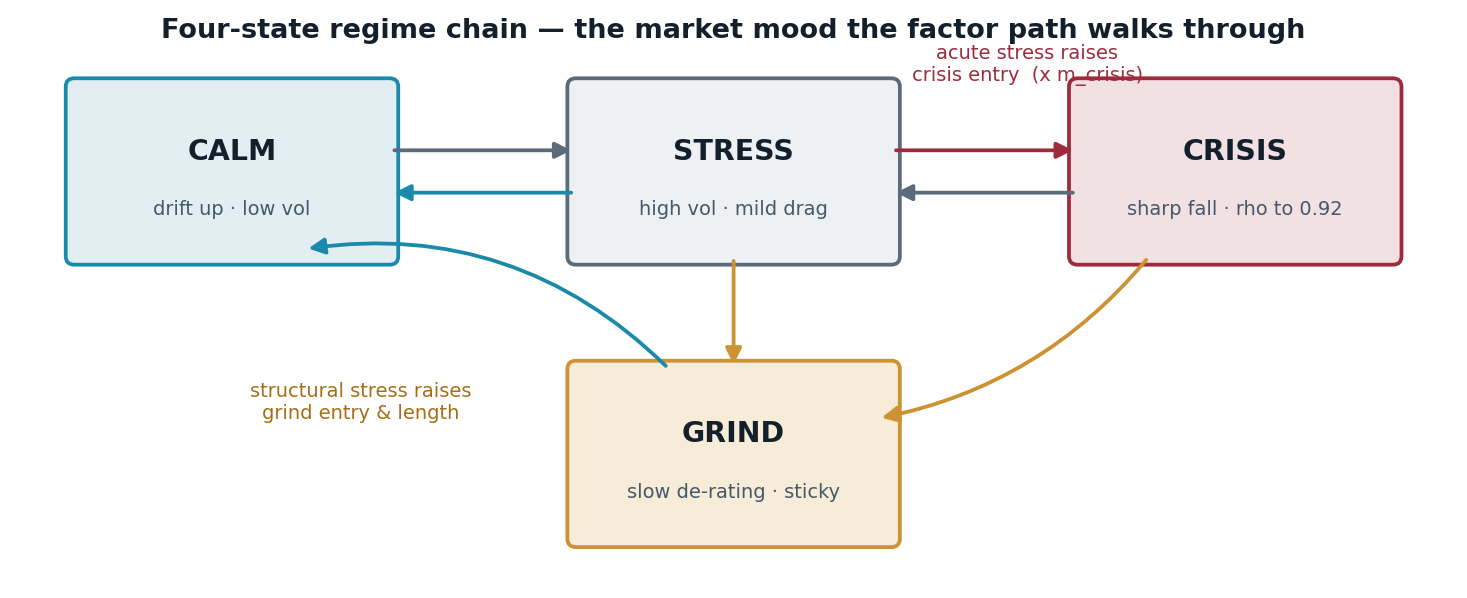 Four-state regime chain — the market mood the factor path walks through
acute stress raises
crisis entry  (x m_crisis)
CALM
drift up · low vol
STRESS
high vol · mild drag
CRISIS
sharp fall · rho to 0.92
structural stress raises
grind entry & length
GRIND
slow de-rating · sticky